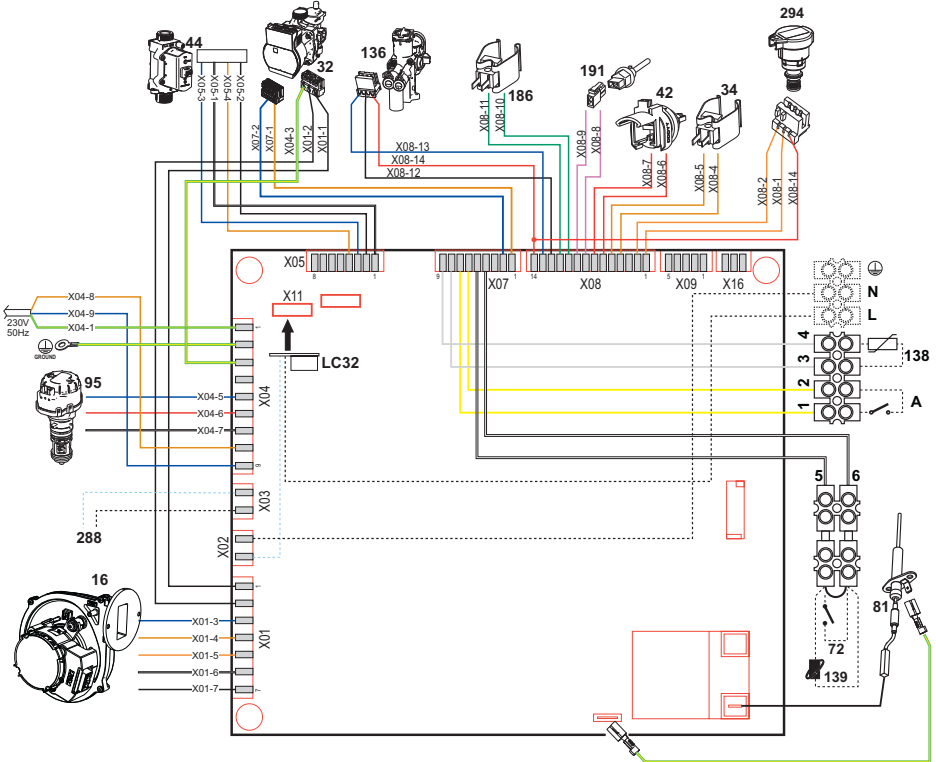 294
44
32
136
191
186
42
34
X05-3
X05-1
X05-4
X05-2
X07-2
X07-1
X04-3
X01-2
X01-1
X08-13
X08-14
X08-12
X08-11
X08-10
X08-9
X08-8
X08-7
X08-6
X08-5
X08-4
X08-2
X08-1
X08-14
X05
8
1
9
X07
1
14
X08
1
5
X09
1
X16
X11
LC32
X04-8
X04-9
X04-1
230V
50Hz
GROUND
1
X04
9
95
X04-5
X04-6
X04-7
X03
288
X02
16
1
X01
7
X01-3
X01-4
X01-5
X01-6
X01-7
N
L
4
3
2
1
138
A
5
6
72
139
81